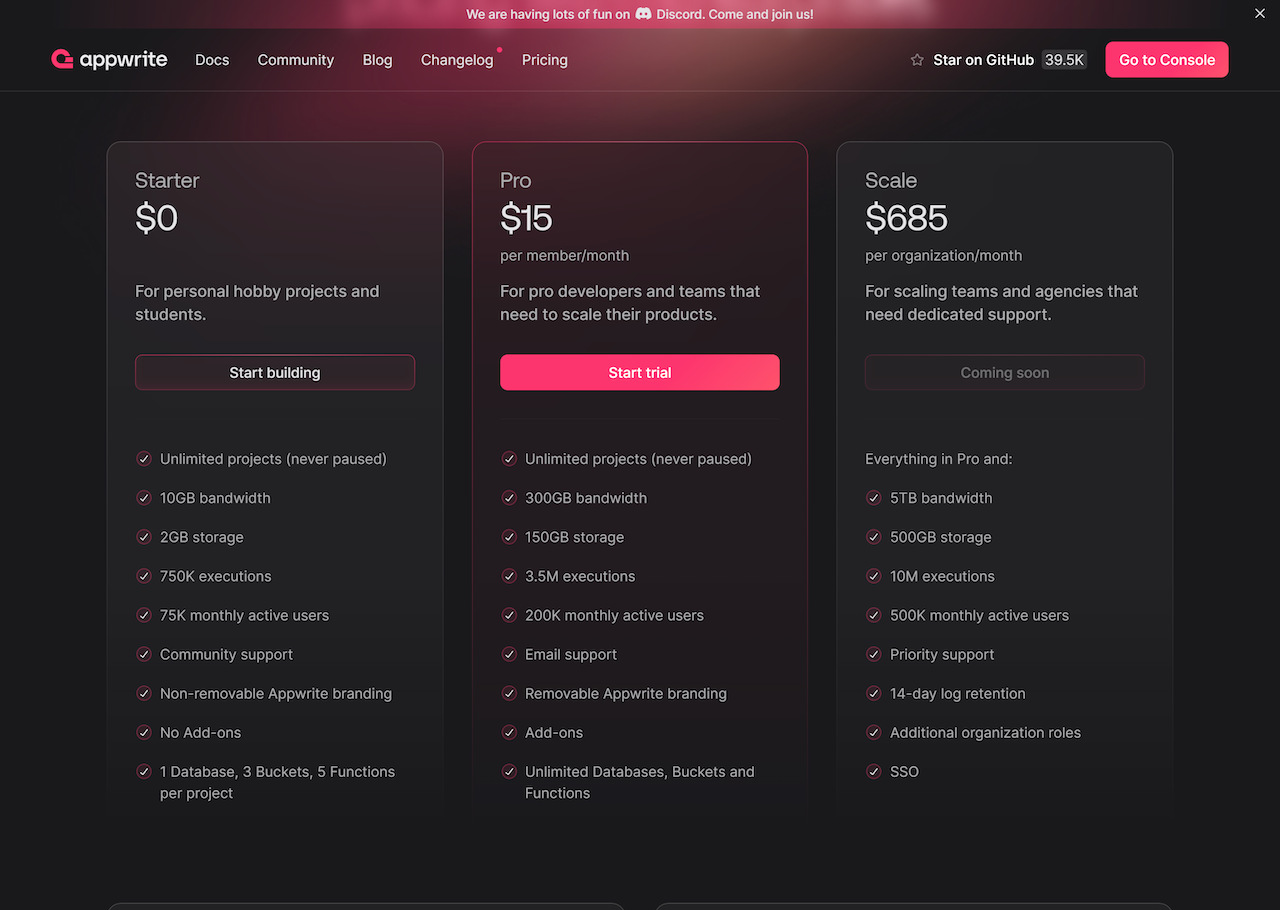 We are having lots of fun on Discord. Come and join us!
appwrite Docs Community Blog Changelog Pricing Star on GitHub 39.5K Go to Console
Starter
$0
For personal hobby projects and
students.
Start building
Unlimited projects (never paused)
10GB bandwidth
2GB storage
750K executions
75K monthly active users
Community support
Non-removable Appwrite branding
No Add-ons
1 Database, 3 Buckets, 5 Functions
per project
Pro
$15
per member/month
For pro developers and teams that
need to scale their products.
Start trial
Unlimited projects (never paused)
300GB bandwidth
150GB storage
3.5M executions
200K monthly active users
Email support
Removable Appwrite branding
Add-ons
Unlimited Databases, Buckets and
Functions
Scale
$685
per organization/month
For scaling teams and agencies that
need dedicated support.
Coming soon
Everything in Pro and:
5TB bandwidth
500GB storage
10M executions
500K monthly active users
Priority support
14-day log retention
Additional organization roles
SSO